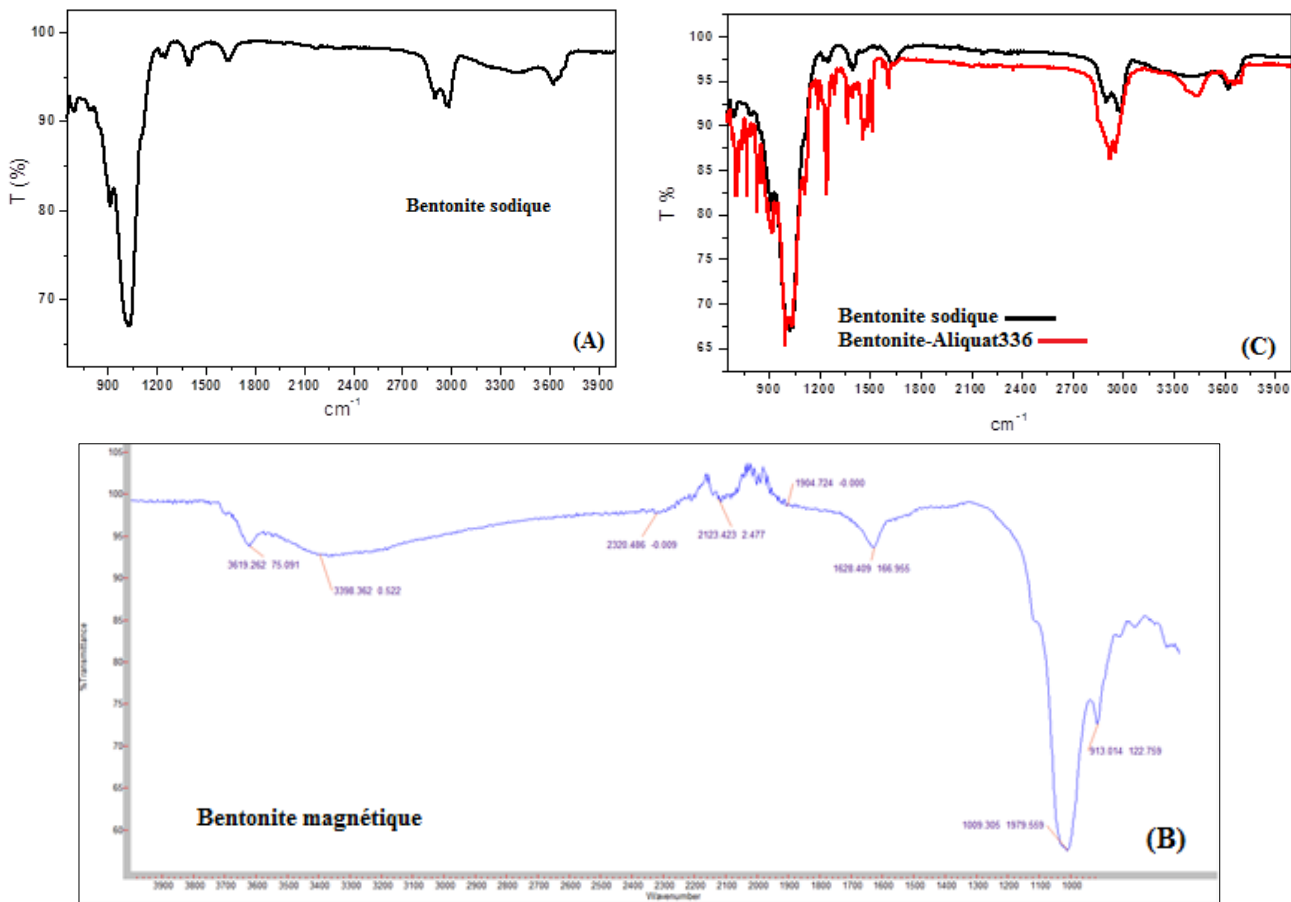 100
90
80
70
T (%)
Bentonite sodique
(A)
900 1200 1500 1800 2100 2400 2700 3000 3300 3600 3900
cm⁻¹
100
95
90
85
80
75
70
65
T %
Bentonite sodique
Bentonite-Aliquat336
(C)
900 1200 1500 1800 2100 2400 2700 3000 3300 3600 3900
cm⁻¹
105
100
95
90
85
80
75
70
65
60
%Transmittance
1904.724 -0.000
2320.486 -0.009
2123.423 2.477
3619.262 75.091
1628.409 166.955
3398.362 0.522
913.014 122.759
1009.305 1979.559
Bentonite magnétique
(B)
3900 3800 3700 3600 3500 3400 3300 3200 3100 3000 2900 2800 2700 2600 2500 2400 2300 2200 2100 2000 1900 1800 1700 1600 1500 1400 1300 1200 1100 1000
Wavenumber